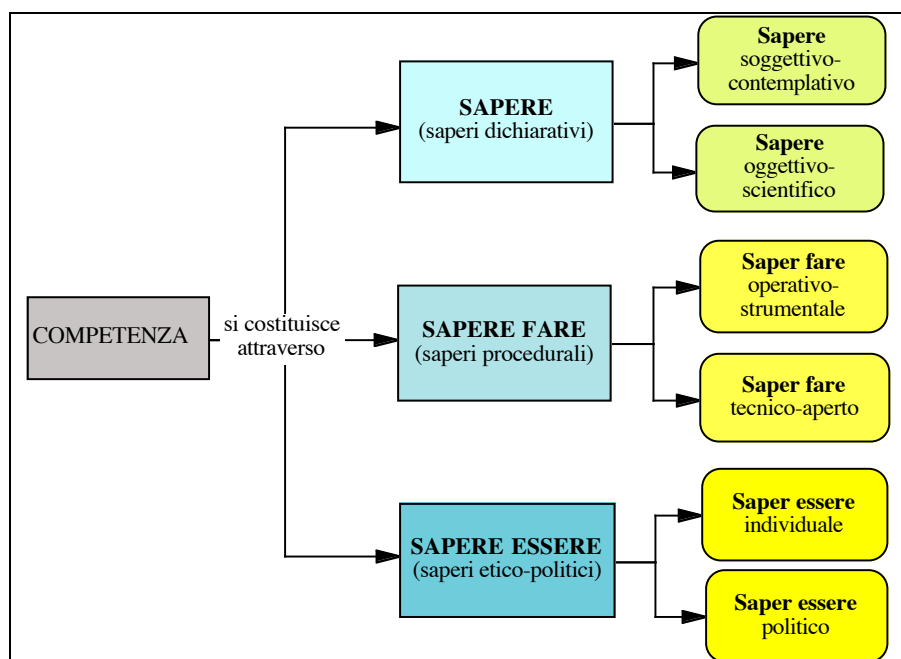 COMPETENZA
si costituisce
attraverso
SAPERE
(saperi dichiarativi)
Sapere
soggettivo-
contemplativo
Sapere
oggettivo-
scientifico
SAPERE FARE
(saperi procedurali)
Saper fare
operativo-
strumentale
Saper fare
tecnico-aperto
SAPERE ESSERE
(saperi etico-politici)
Saper essere
individuale
Saper essere
politico